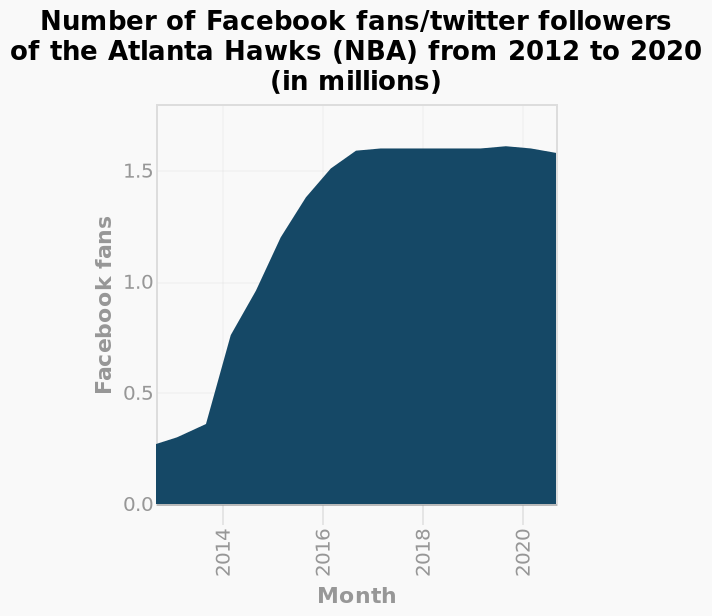 Number of Facebook fans/twitter followers
of the Atlanta Hawks (NBA) from 2012 to 2020
(in millions)
1.5
1.0
0.5
0.0
Facebook fans
2014
2016
2018
2020
Month